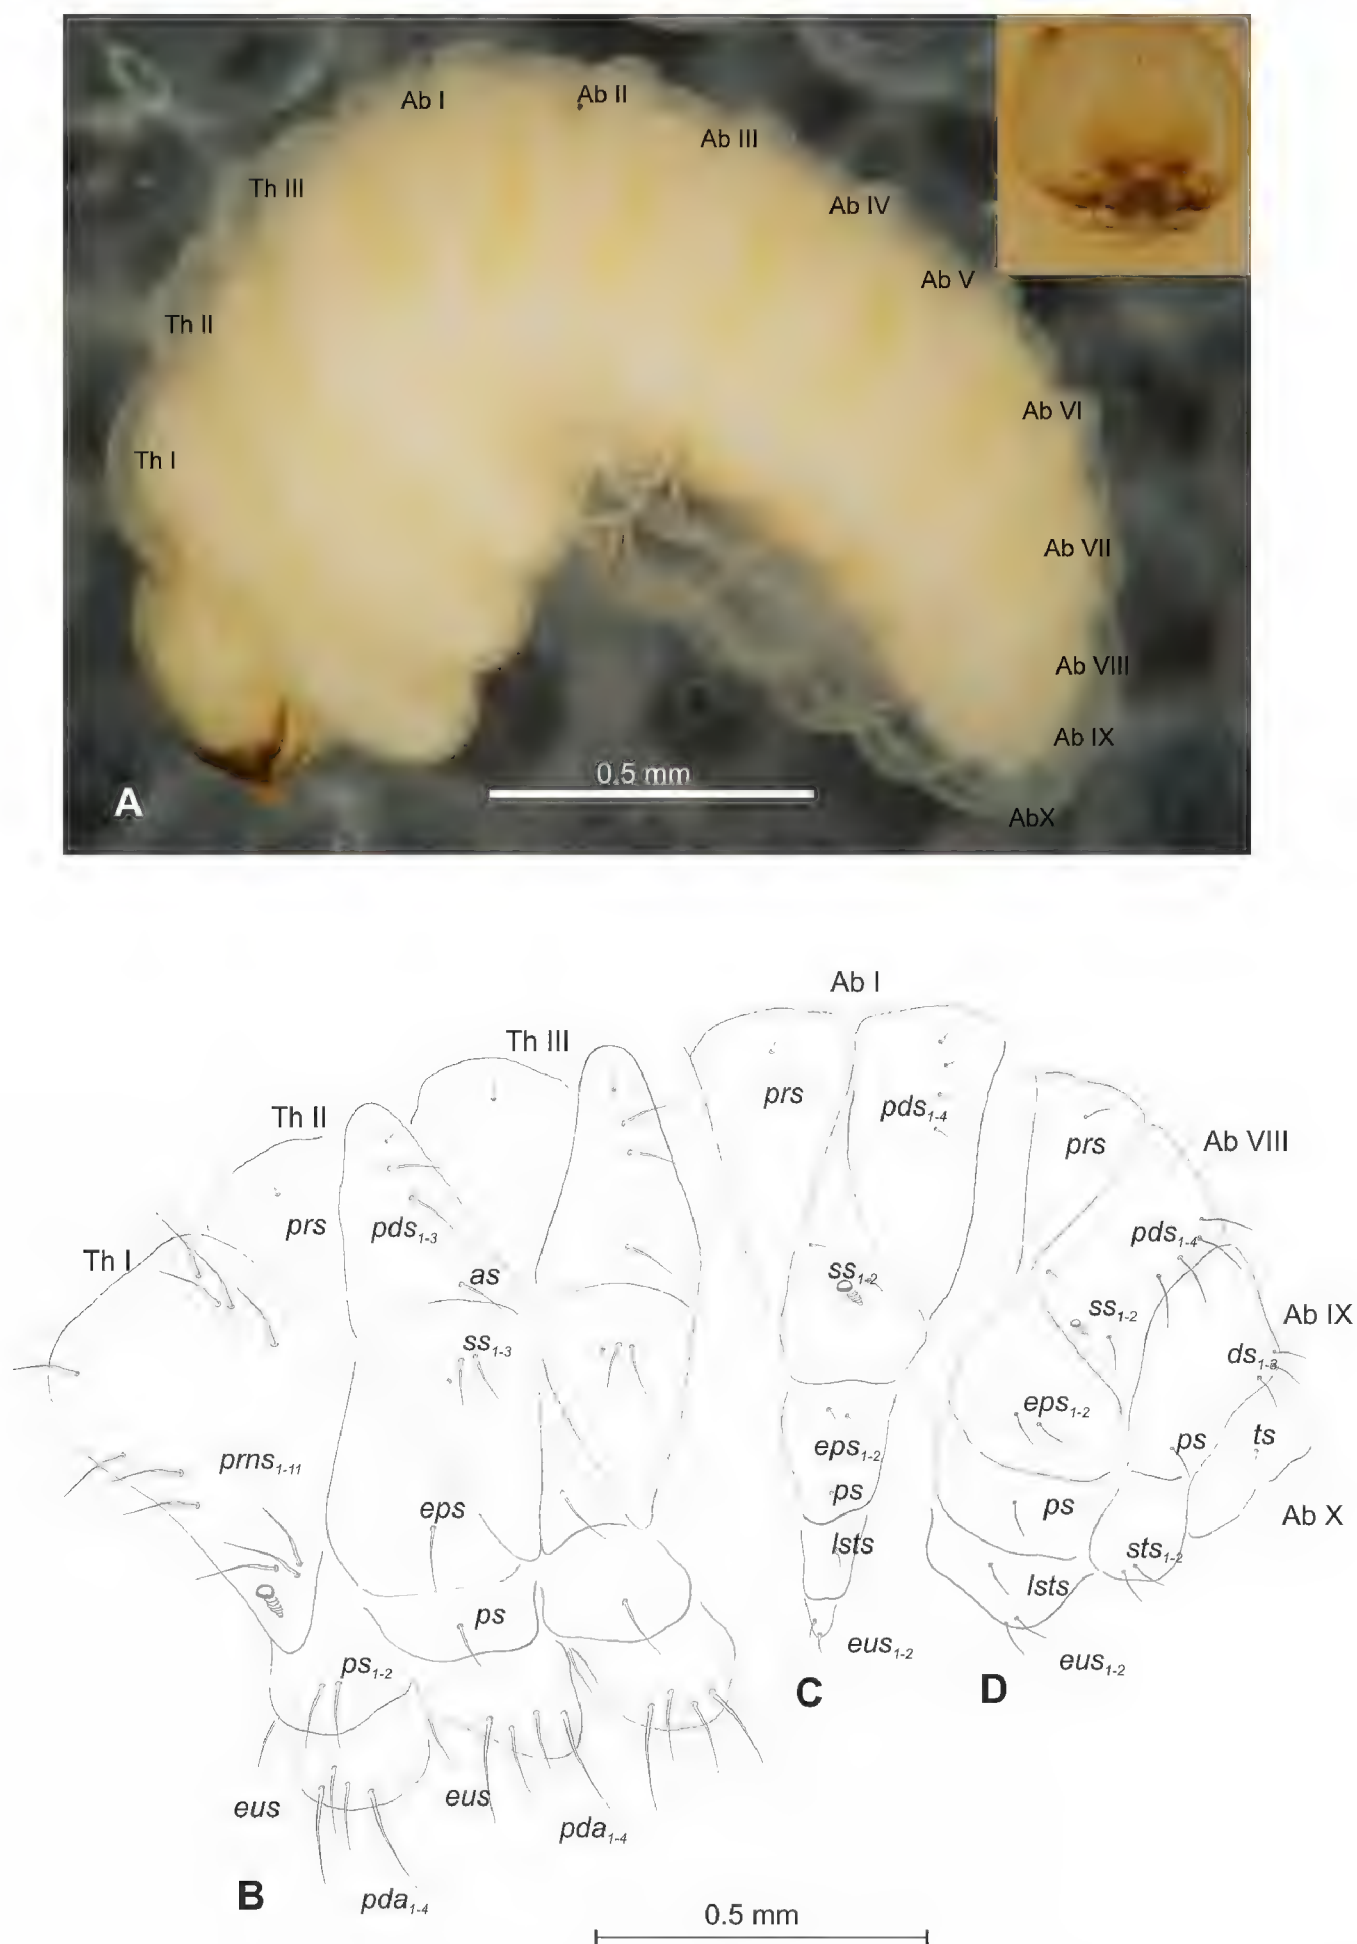 Ab I
Ab II
Ab III
Th III
Ab IV
Ab V
Th II
Ab VI
Th I
Ab VII
Ab VIII
Ab IX
0.5 mm
A
AbX
Ab I
Th III
prs
pds1-4
Th II
prs
Ab VIII
prs
pds1-3
pds1-4
Th I
as
ss1-2
ss1-2
Ab IX
ss1-3
ds1-3
eps1-2
prns1-11
eps1-2
ps
ts
eps
ps
ps
Ab X
lsts
sts1-2
lsts
ps
eus1-2
ps1-2
eus1-2
C
D
eus
eus
pda1-4
B
pda1-4
0.5 mm